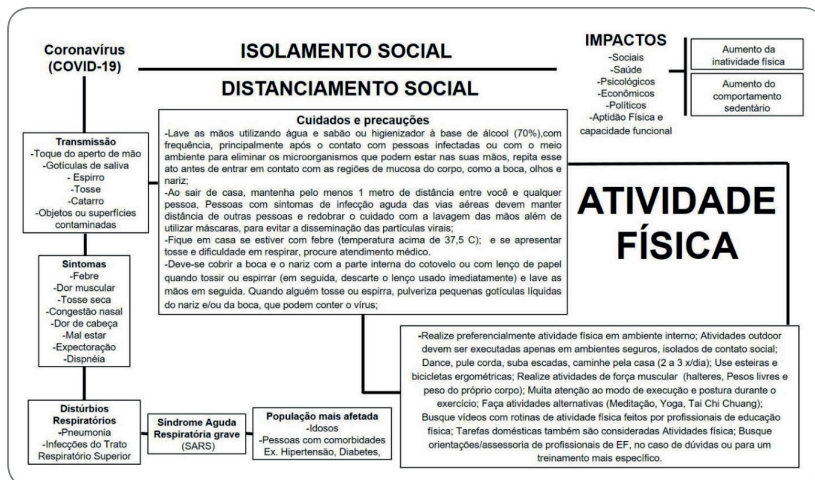 Coronavírus
(COVID-19)
ISOLAMENTO SOCIAL
DISTANCIAMENTO SOCIAL
IMPACTOS
-Sociais
-Saúde
-Psicológicos
-Econômicos
-Políticos
-Aptidão Física e
capacidade funcional
Aumento da
inatividade física
Aumento do
comportamento
sedentário
Transmissão
-Toque do aperto de mão
-Gotículas de saliva
- Espirro
-Tosse
-Catarro
-Objetos ou superfícies
contaminadas
Cuidados e precauções
-Lave as mãos utilizando água e sabão ou higienizador à base de álcool (70%),com
frequência, principalmente após o contato com pessoas infectadas ou com o meio
ambiente para eliminar os microorganismos que podem estar nas suas mãos, repita esse
ato antes de entrar em contato com as regiões de mucosa do corpo, como a boca, olhos e
nariz;
-Ao sair de casa, mantenha pelo menos 1 metro de distância entre você e qualquer
pessoa, Pessoas com sintomas de infecção aguda das vias aéreas devem manter
distância de outras pessoas e redobrar o cuidado com a lavagem das mãos além de
utilizar máscaras, para evitar a disseminação das partículas virais;
-Fique em casa se estiver com febre (temperatura acima de 37,5 C); e se apresentar
tosse e dificuldade em respirar, procure atendimento médico.
-Deve-se cobrir a boca e o nariz com a parte interna do cotovelo ou com lenço de papel
quando tossir ou espirrar (em seguida, descarte o lenço usado imediatamente) e lave as
mãos em seguida. Quando alguém tosse ou espirra, pulveriza pequenas gotículas líquidas
do nariz e/ou da boca, que podem conter o vírus;
ATIVIDADE
FÍSICA
Sintomas
-Febre
-Dor muscular
-Tosse seca
-Congestão nasal
-Dor de cabeça
-Mal estar
-Expectoração
-Dispnéia
-Realize preferencialmente atividade física em ambiente interno; Atividades outdoor
devem ser executadas apenas em ambientes seguros, isolados de contato social;
Dance, pule corda, suba escadas, caminhe pela casa (2 a 3 x/dia); Use esteiras e
bicicletas ergométricas; Realize atividades de força muscular (halteres, Pesos livres e
peso do próprio corpo); Muita atenção ao modo de execução e postura durante o
exercício; Faça atividades alternativas (Meditação, Yoga, Tai Chi Chuang);
Busque vídeos com rotinas de atividade física feitos por profissionais de educação
física; Tarefas domésticas também são consideradas Atividades física; Busque
orientações/assessoria de profissionais de EF, no caso de dúvidas ou para um
treinamento mais específico.
Distúrbios
Respiratórios
-Pneumonia
-Infecções do Trato
Respiratório Superior
Síndrome Aguda
Respiratória grave
(SARS)
População mais afetada
-Idosos
-Pessoas com comorbidades
Ex. Hipertensão, Diabetes,